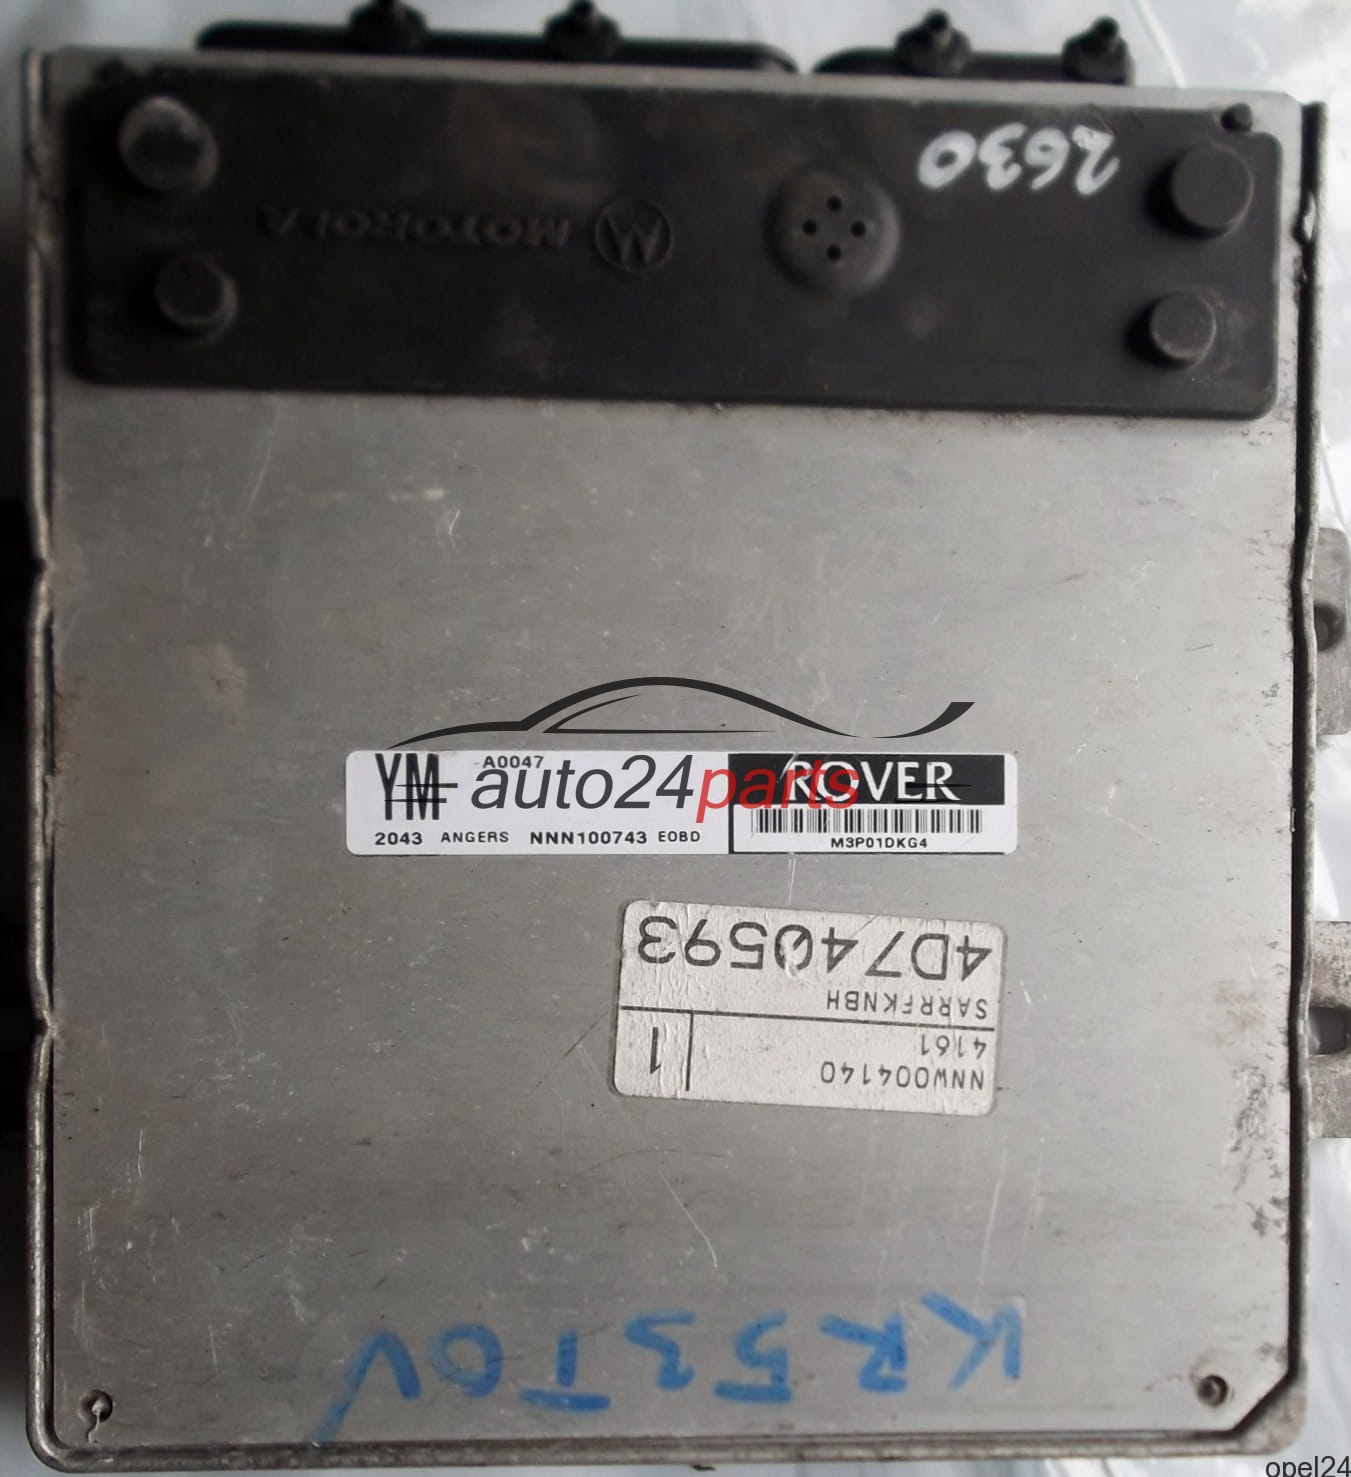 2630
MOTOROLA
YM
A0047
auto24parts
ROVER
2043 ANGERS NNN100743 EOBD
M3P01DKG4
4D740593
SARRFKNBH
4161
NNW004140
1
KR53TOV
opel24